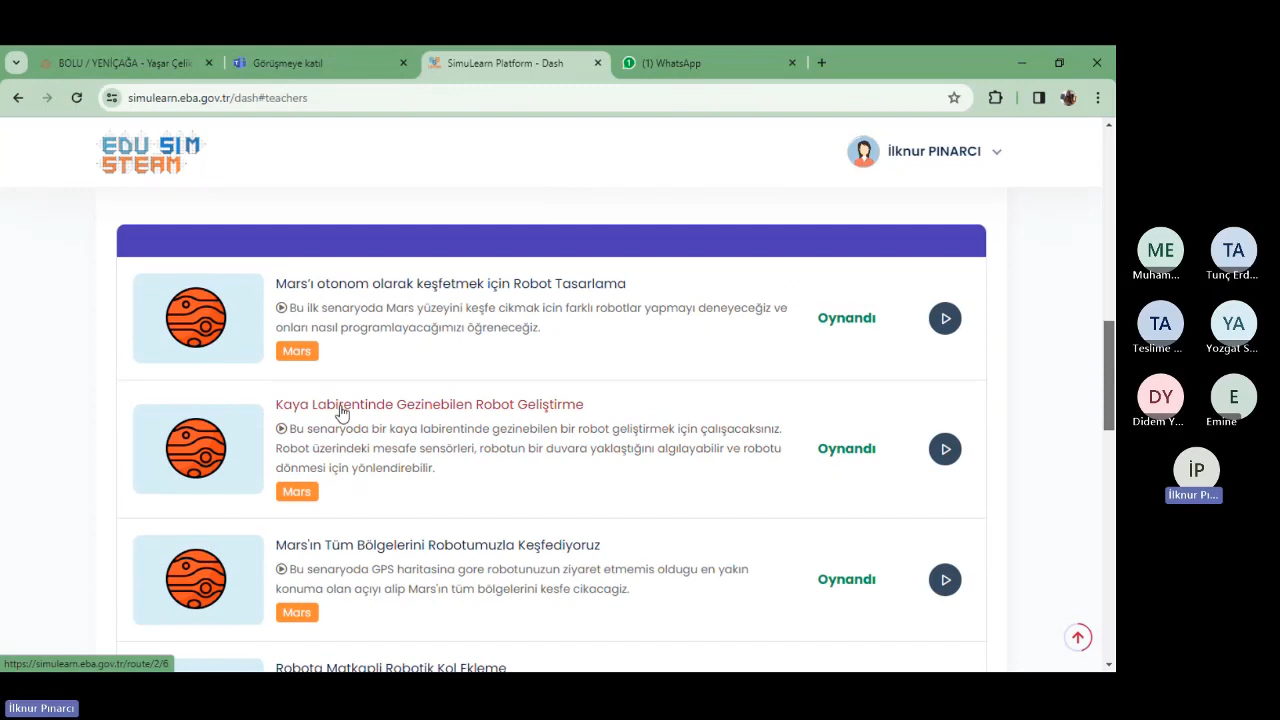 BOLU / YENİÇAĞA - Yaşar Çelik
Görüşmeye katıl
SimuLearn Platform - Dash
(1) WhatsApp
simulearn.eba.gov.tr/dash#teachers
EDU SIM
STEAM
İlknur PINARCI
Mars’ı otonom olarak keşfetmek için Robot Tasarlama
Bu ilk senaryoda Mars yüzeyini keşfe cikmak icin farklı robotlar yapmayı deneyeceğiz ve
onları nasıl programlayacağımızı öğreneceğiz.
Mars
Oynandı
Kaya Labirentinde Gezinebilen Robot Geliştirme
Bu senaryoda bir kaya labirentinde gezinebilen bir robot geliştirmek için çalışacaksınız.
Robot üzerindeki mesafe sensörleri, robotun bir duvara yaklaştığını algılayabilir ve robotu
dönmesi için yönlendirebilir.
Mars
Oynandı
Mars'ın Tüm Bölgelerini Robotumuzla Keşfediyoruz
Bu senaryoda GPS haritasina gore robotunuzun ziyaret etmemis oldugu en yakın
konuma olan açıyı alip Mars'ın tüm bölgelerini kesfe cikacagiz.
Mars
Oynandı
Robota Matkapli Robotik Kol Ekleme
https://simulearn.eba.gov.tr/route/2/6
ME
Muham...
TA
Tunç Erd...
TA
Teslime ...
YA
Yozgat S...
DY
Didem Y...
E
Emine
İP
İlknur Pı...
İlknur Pınarcı